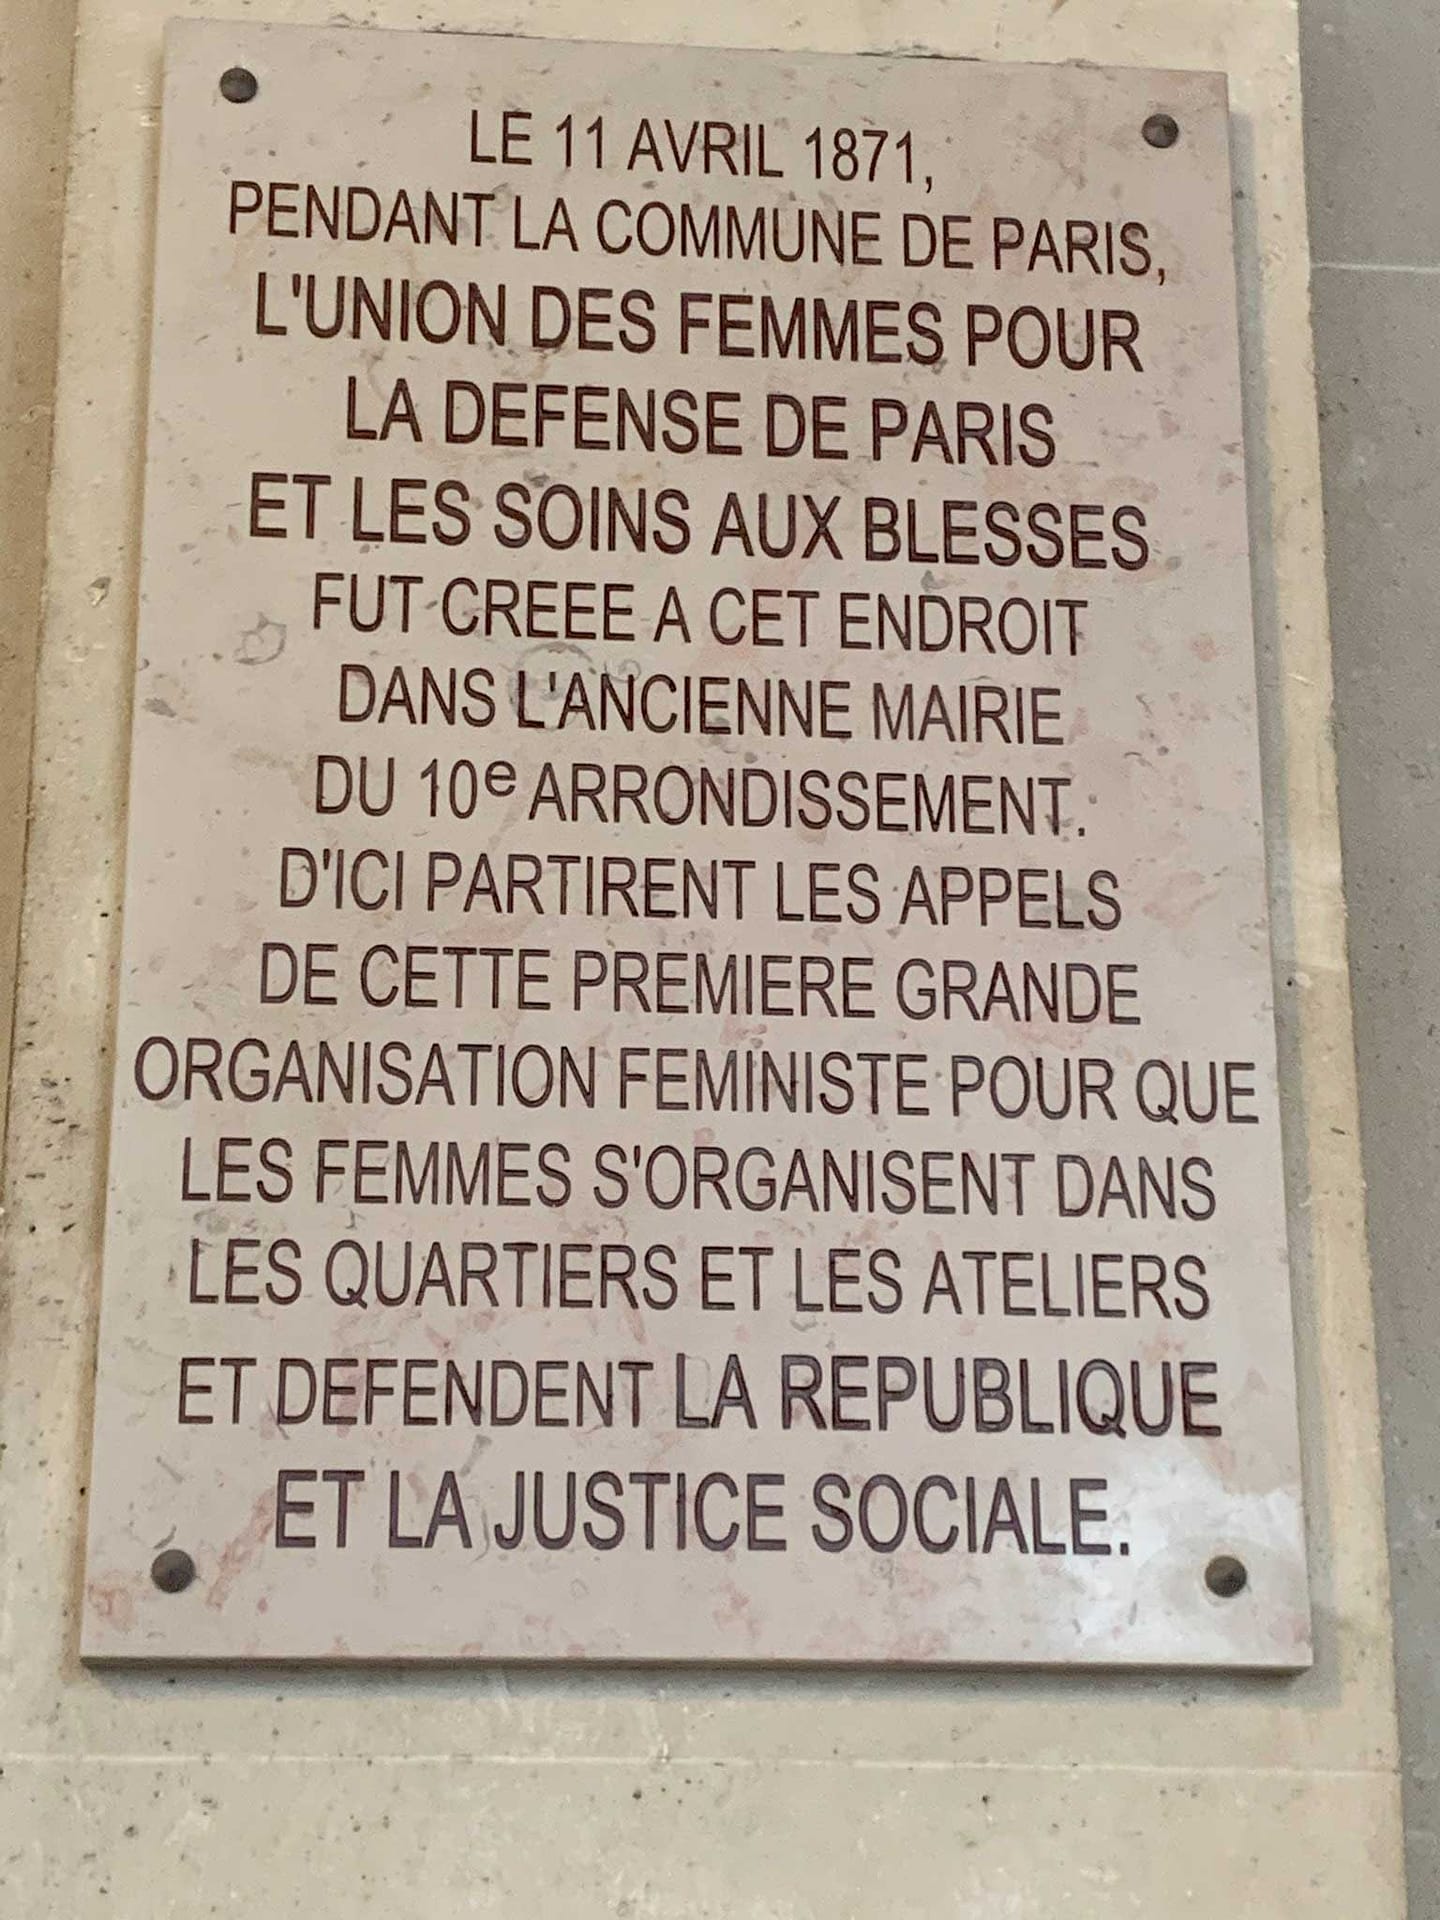 LE 11 AVRIL 1871,
PENDANT LA COMMUNE DE PARIS,
L'UNION DES FEMMES POUR
LA DEFENSE DE PARIS
ET LES SOINS AUX BLESSES
FUT CREEE A CET ENDROIT
DANS L'ANCIENNE MAIRIE
DU 10e ARRONDISSEMENT.
D'ICI PARTIRENT LES APPELS
DE CETTE PREMIERE GRANDE
ORGANISATION FEMINISTE POUR QUE
LES FEMMES S'ORGANISENT DANS
LES QUARTIERS ET LES ATELIERS
ET DEFENDENT LA REPUBLIQUE
ET LA JUSTICE SOCIALE.